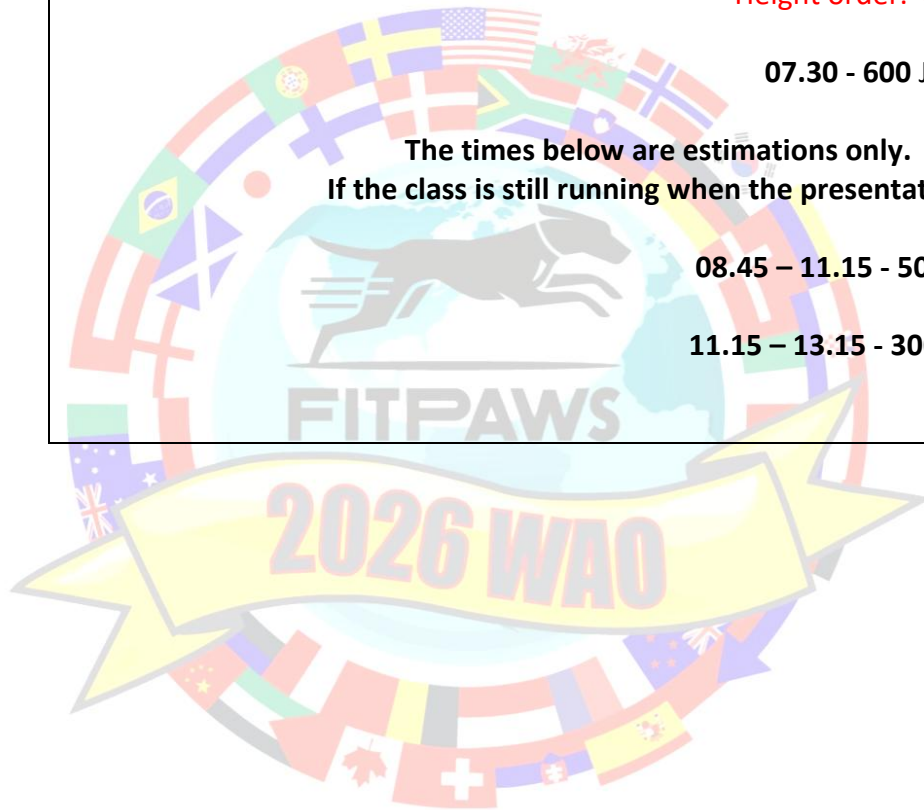 Height order:
07.30 - 600 J
The times below are estimations only.
If the class is still running when the presentat
08.45 – 11.15 - 50
11.15 – 13.15 - 30
FITPAWS
2026 WAO